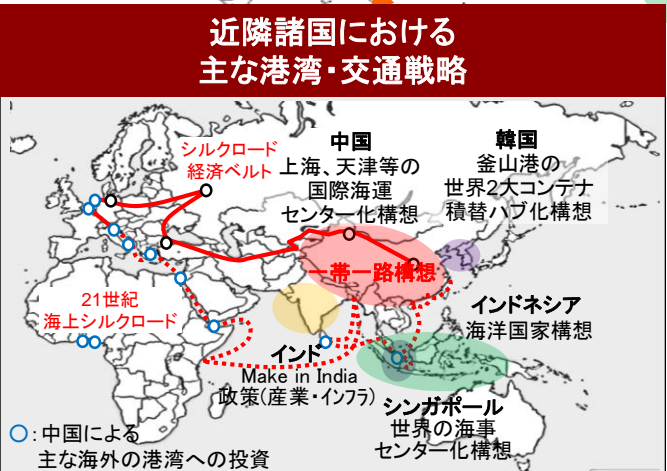 近隣諸国における
主な港湾・交通戦略
シルクロード
経済ベルト
中国
上海、天津等の
国際海運
センター化構想
韓国
釜山港の
世界2大コンテナ
積替ハブ化構想
一帯一路構想
21世紀
海上シルクロード
インド
Make in India
政策(産業・インフラ)
インドネシア
海洋国家構想
シンガポール
世界の海事
センター化構想
○:中国による
主な海外の港湾への投資